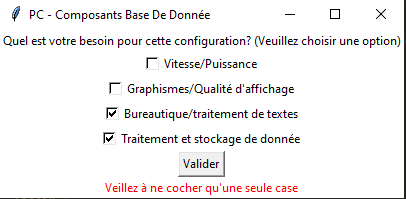 PC - Composants Base De Donnée
Quel est votre besoin pour cette configuration? (Veuillez choisir une option)
Vitesse/Puissance
Graphismes/Qualité d'affichage
Bureautique/traitement de textes
Traitement et stockage de donnée
Valider
Veillez à ne cocher qu'une seule case